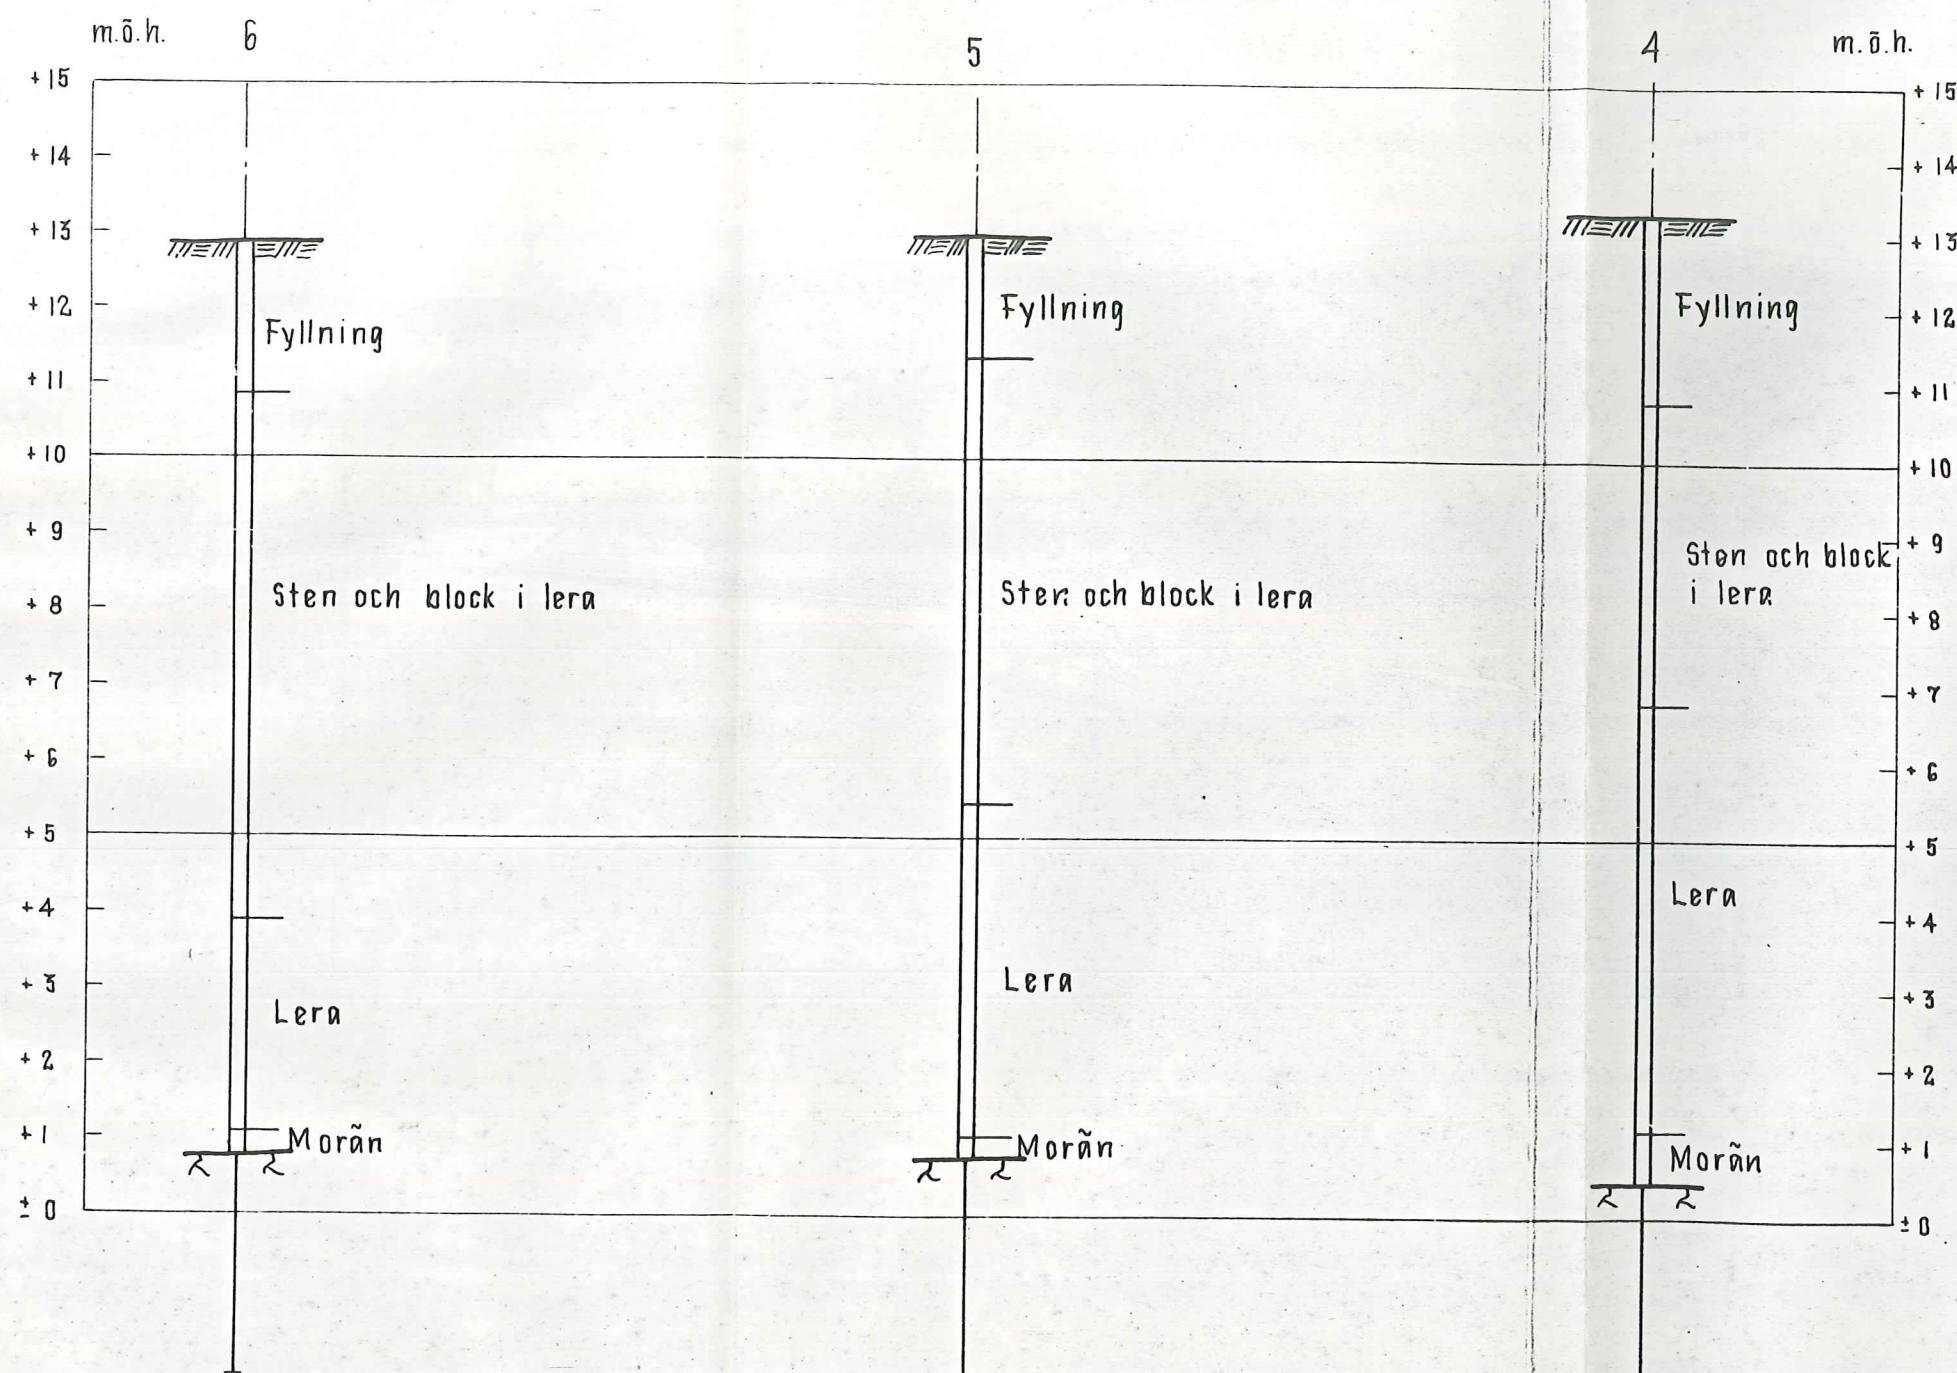 m.ö.h. 6 5 4 m.ö.h.
+ 15 + 15
+ 14 + 14
+ 13 + 13
+ 12 Fyllning Fyllning Fyllning + 12
+ 11 + 11
+ 10 + 10
+ 9 Sten och block + 9
+ 8 Sten och block i lera Sten och block i lera i lera + 8
+ 7 + 7
+ 6 + 6
+ 5 + 5
+ 4 Lera + 4
+ 3 Lera + 3
Lera
+ 2 + 2
+ 1 Morän Morän Morän + 1
± 0 ± 0